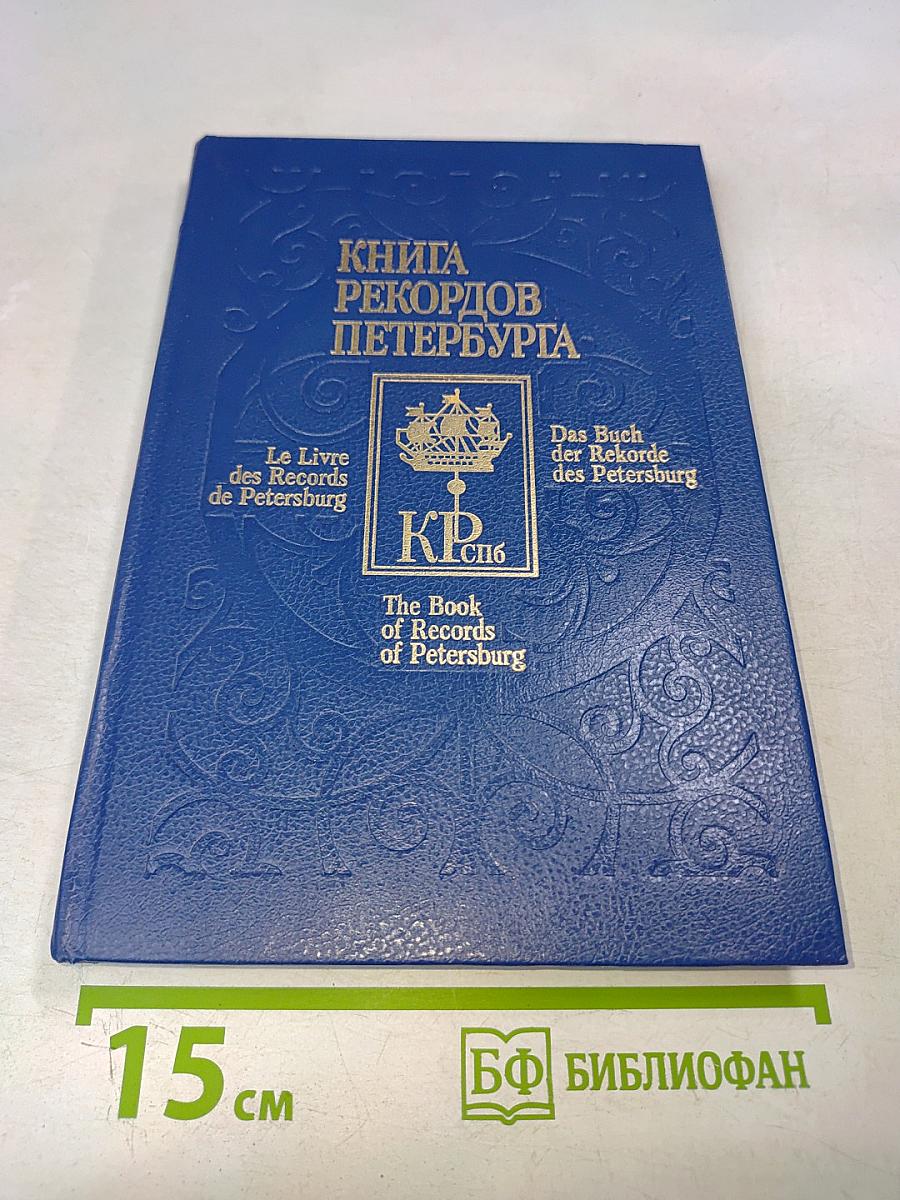 КНИГА
РЕКОРДОВ
ПЕТЕРБУРГА
Le Livre
des Records
de Petersburg
Das Buch
der Rekorde
des Petersburg
КР
СПб
The Book
of Records
of Petersburg
15 см
БФ БИБЛИОФАН